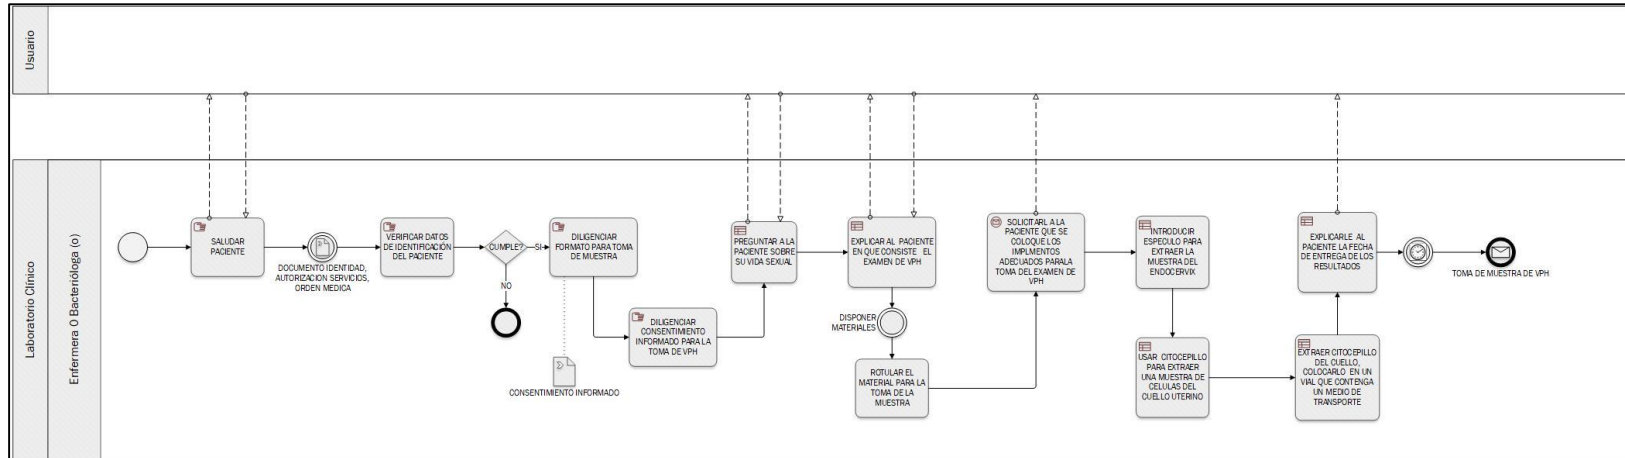 Usuario
Laboratorio Clínico
Enfermera O Bacterióloga (o)
SALUDAR
PACIENTE
DOCUMENTO IDENTIDAD,
AUTORIZACION SERVICIOS,
ORDEN MEDICA
VERIFICAR DATOS
DE IDENTIFICACIÓN
DEL PACIENTE
CUMPLE?
SI
NO
DILIGENCIAR
FORMATO PARA TOMA
DE MUESTRA
CONSENTIMIENTO INFORMADO
DILIGENCIAR
CONSENTIMIENTO
INFORMADO PARA LA
TOMA DE VPH
PREGUNTAR A LA
PACIENTE SOBRE
SU VIDA SEXUAL
EXPLICAR AL PACIENTE
EN QUE CONSISTE EL
EXAMEN DE VPH
DISPONER
MATERIALES
ROTULAR EL
MATERIAL PARA LA
TOMA DE LA
MUESTRA
SOLICITARL A LA
PACIENTE QUE SE
COLOQUE LOS
IMPLMENTOS
ADECUADOS PARALA
TOMA DEL EXAMEN DE
VPH
INTRODUCIR
ESPECULO PARA
EXTRAER LA
MUESTRA DEL
ENDOCERVIX
USAR CITOCEPILLO
PARA EXTRAER
UNA MUESTRA DE
CELULAS DEL
CUELLO UTERINO
EXTRAER CITOCEPILLO
DEL CUELLO,
COLOCARLO EN UN
VIAL QUE CONTENGA
UN MEDIO DE
TRANSPORTE
EXPLICARLE AL
PACIENTE LA FECHA
DE ENTREGA DE LOS
RESULTADOS
TOMA DE MUESTRA DE VPH